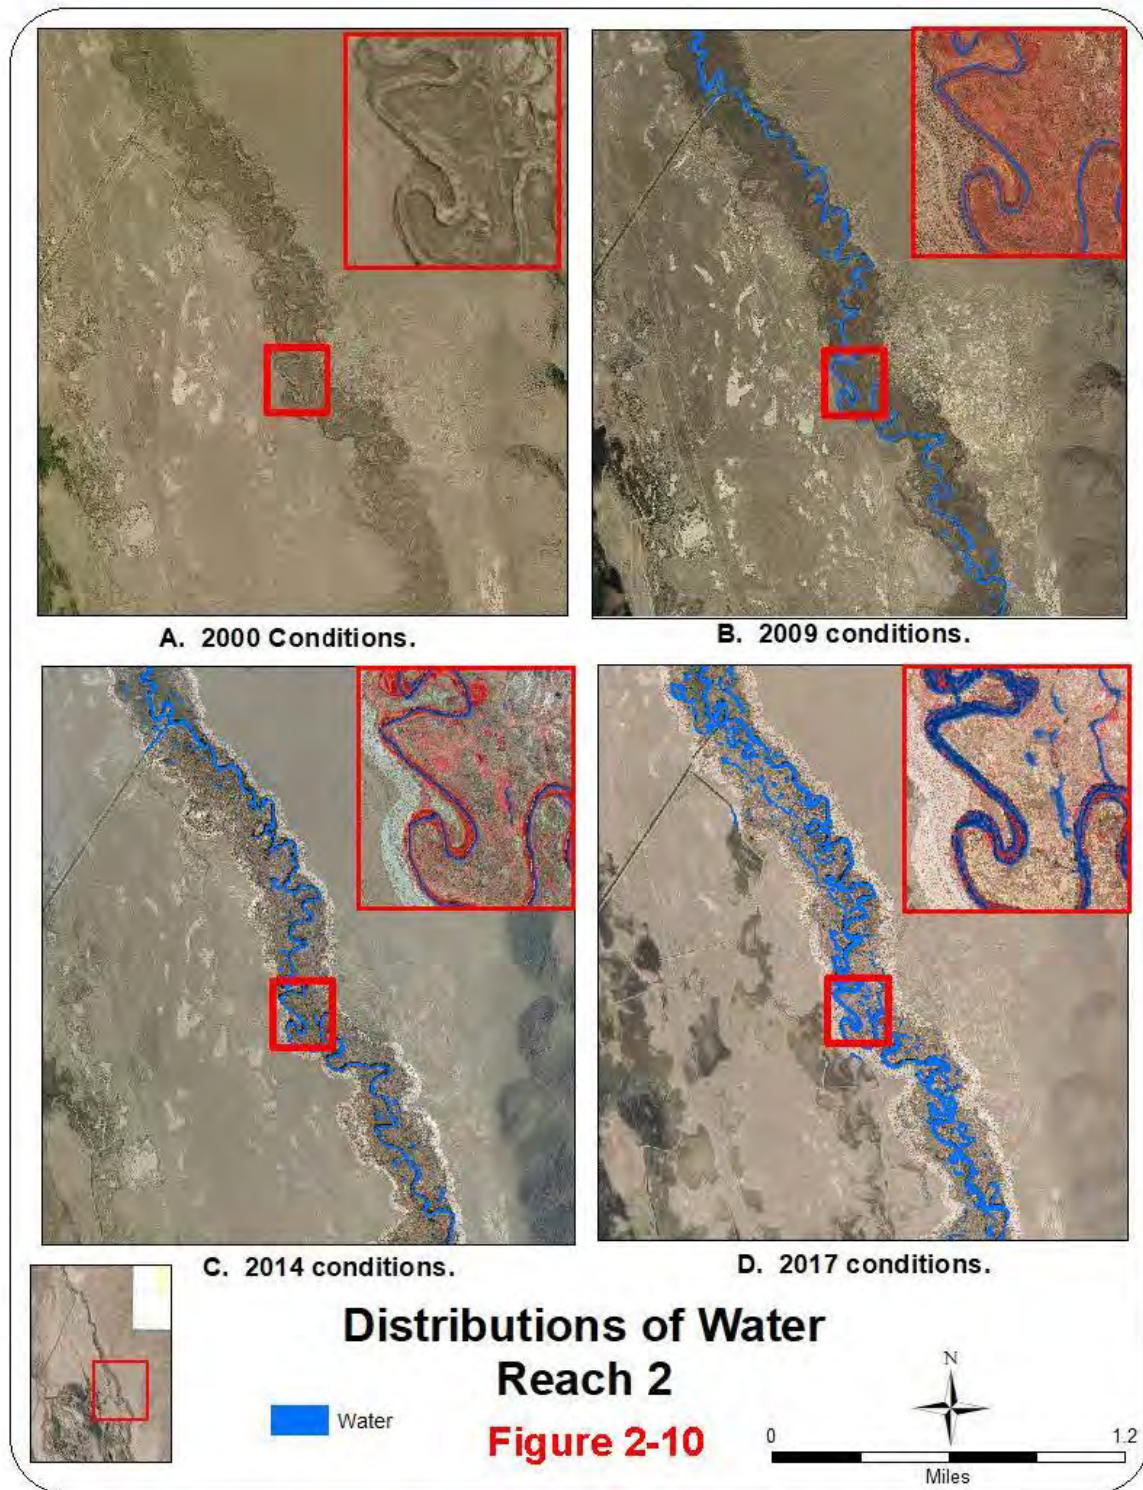 A. 2000 Conditions.
B. 2009 conditions.
C. 2014 conditions.
D. 2017 conditions.
Distributions of Water
Reach 2
Water
Figure 2-10
N
0 1.2
Miles